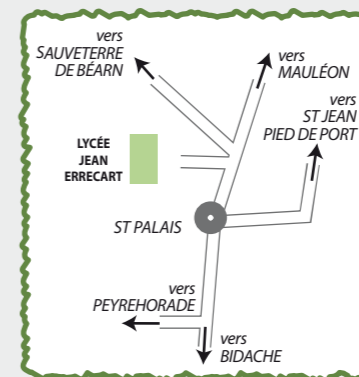 vers
SAUVETERRE
DE BÉARN
vers
MAULÉON
vers
ST JEAN
PIED DE PORT
LYCÉE
JEAN
ERRECART
ST PALAIS
vers
PEYREHORADE
vers
BIDACHE